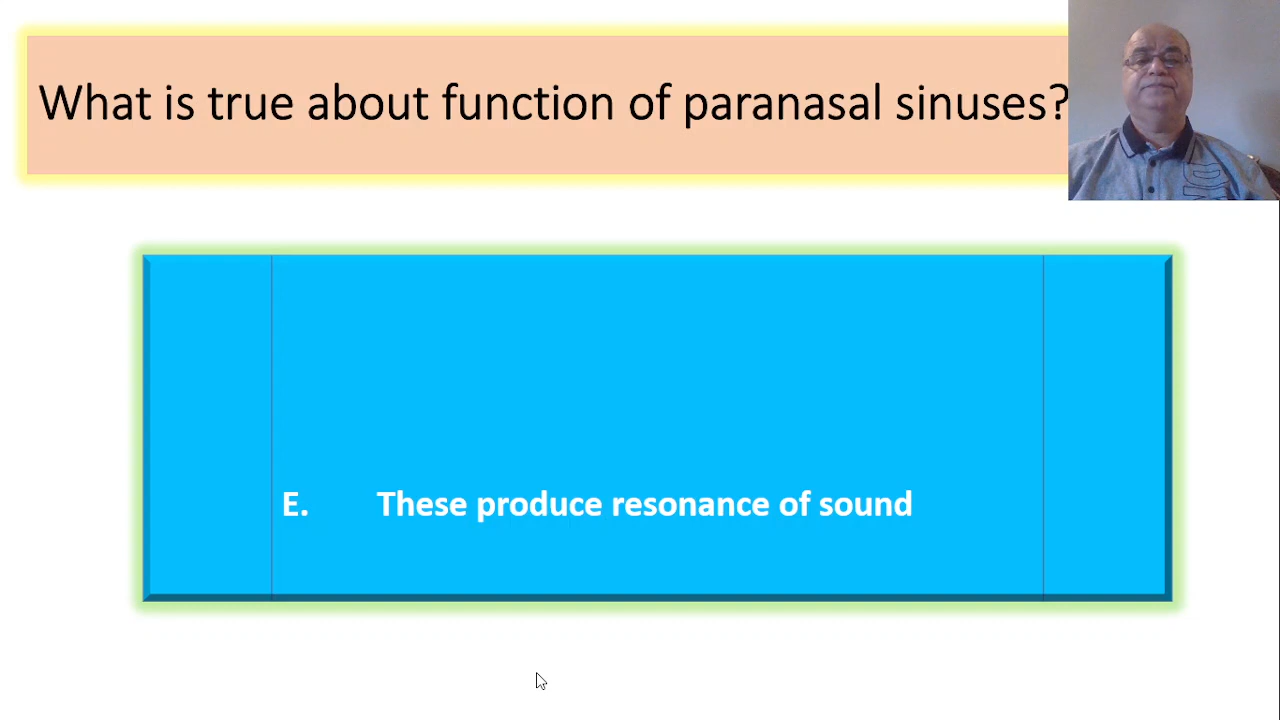 What is true about function of paranasal sinuses?
E. These produce resonance of sound